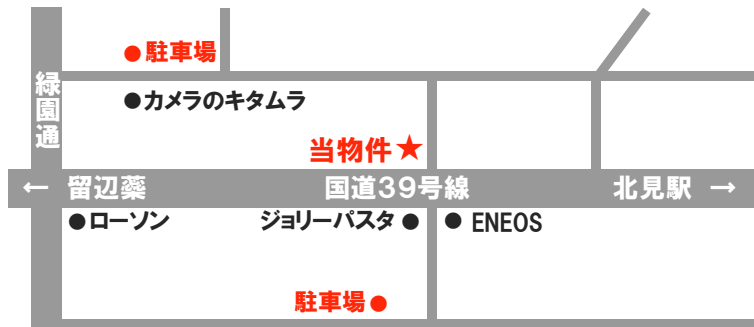 ●駐車場
緑園通
●カメラのキタムラ
当物件★
← 留辺蘂 国道39号線 北見駅 →
●ローソン ジョリーパスタ● ● ENEOS
駐車場●